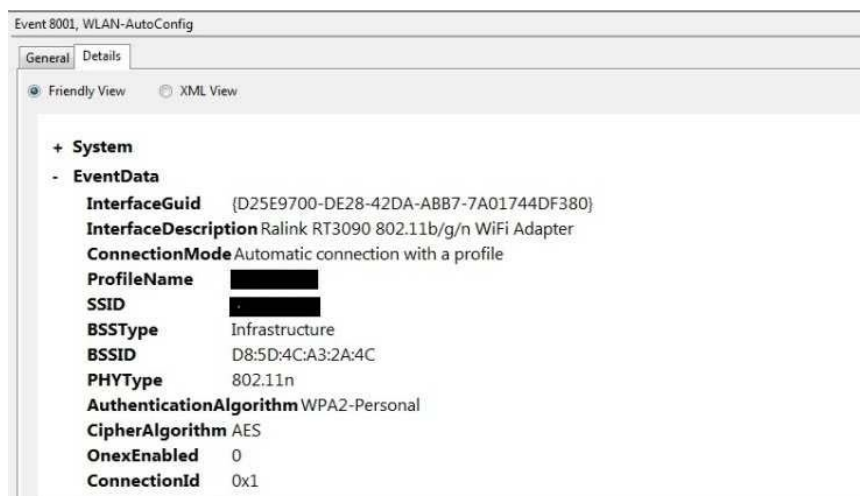 Event 8001, WLAN-AutoConfig
General Details
Friendly View XML View
+ System
- EventData
InterfaceGuid {D25E9700-DE28-42DA-ABB7-7A01744DF380}
InterfaceDescription Ralink RT3090 802.11b/g/n WiFi Adapter
ConnectionMode Automatic connection with a profile
ProfileName
SSID
BSSType Infrastructure
BSSID D8:5D:4C:A3:2A:4C
PHYType 802.11n
AuthenticationAlgorithm WPA2-Personal
CipherAlgorithm AES
OnexEnabled 0
ConnectionId 0x1